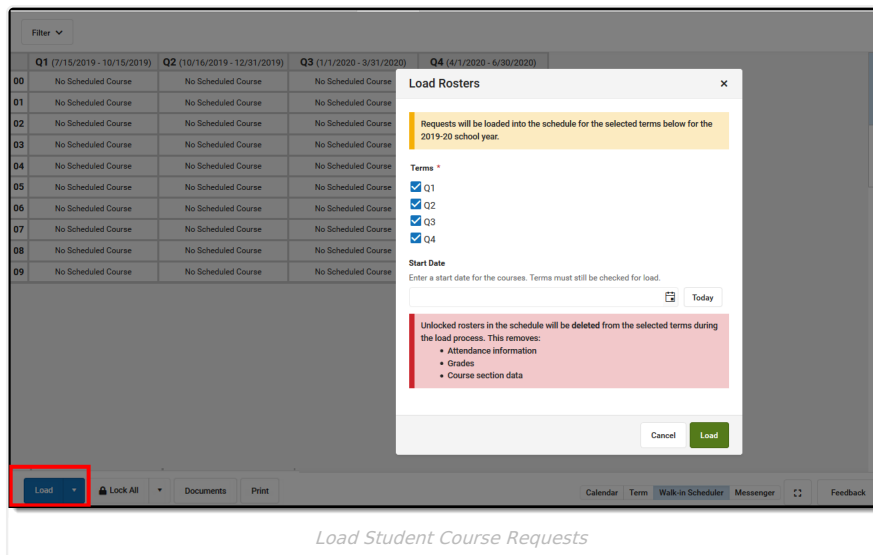 Filter
Q1 (7/15/2019 - 10/15/2019) Q2 (10/16/2019 - 12/31/2019) Q3 (1/1/2020 - 3/31/2020) Q4 (4/1/2020 - 6/30/2020)
00 No Scheduled Course No Scheduled Course No Scheduled Course
01 No Scheduled Course No Scheduled Course No Scheduled Course
02 No Scheduled Course No Scheduled Course No Scheduled Course
03 No Scheduled Course No Scheduled Course No Scheduled Course
04 No Scheduled Course No Scheduled Course No Scheduled Course
05 No Scheduled Course No Scheduled Course No Scheduled Course
06 No Scheduled Course No Scheduled Course No Scheduled Course
07 No Scheduled Course No Scheduled Course No Scheduled Course
08 No Scheduled Course No Scheduled Course No Scheduled Course
09 No Scheduled Course No Scheduled Course No Scheduled Course
Load Rosters ×
Requests will be loaded into the schedule for the selected terms below for the
2019-20 school year.
Terms *
Q1
Q2
Q3
Q4
Start Date
Enter a start date for the courses. Terms must still be checked for load.
Today
Unlocked rosters in the schedule will be deleted from the selected terms during
the load process. This removes:
• Attendance information
• Grades
• Course section data
Cancel Load
Load Lock All Documents Print Calendar Term Walk-in Scheduler Messenger Feedback
Load Student Course Requests